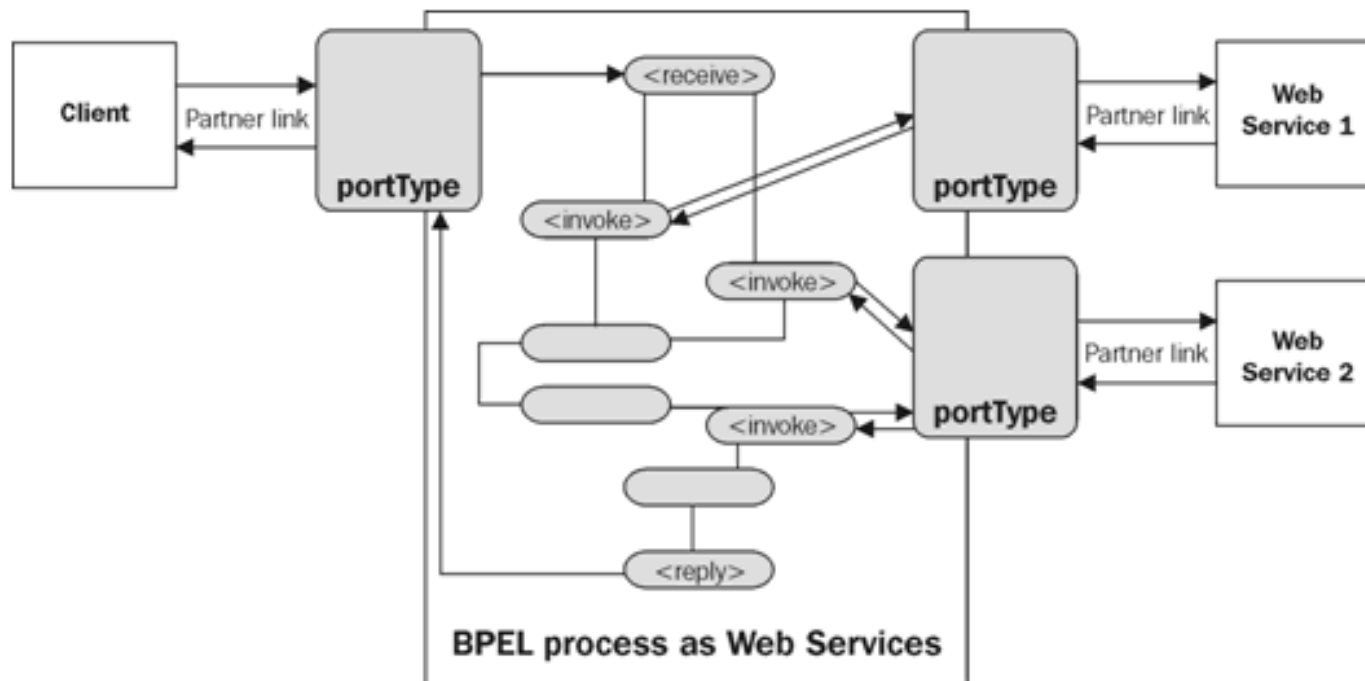 Client
Partner link
portType
<receive>
<invoke>
<invoke>
<invoke>
<reply>
portType
Partner link
Web
Service 1
portType
Partner link
Web
Service 2
BPEL process as Web Services